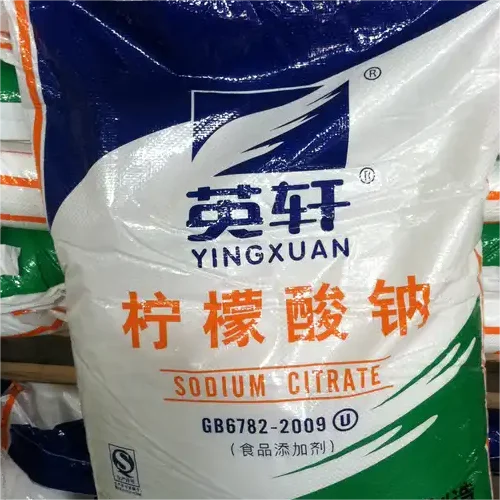 ®
英轩®
YINGXUAN
柠檬酸钠
SODIUM CITRATE
GB6782-2009 Ⓤ
(食品添加剂)